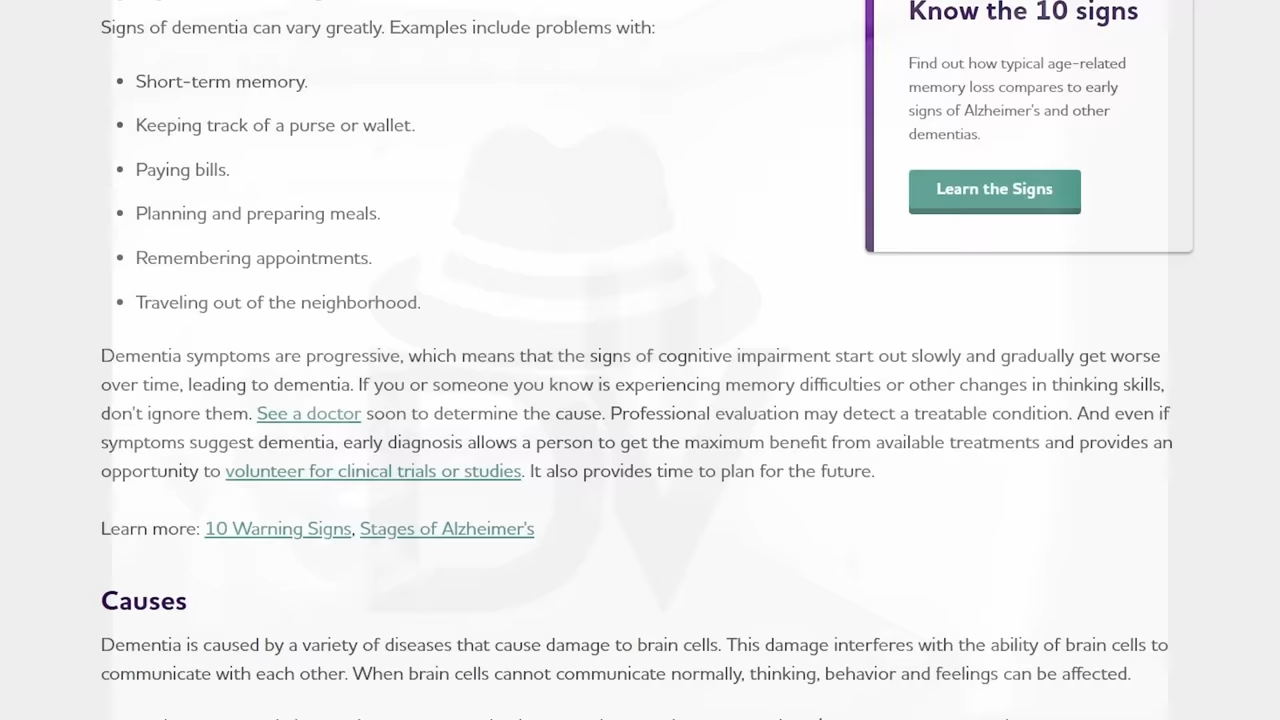 Signs of dementia can vary greatly. Examples include problems with:
• Short-term memory.
• Keeping track of a purse or wallet.
• Paying bills.
• Planning and preparing meals.
• Remembering appointments.
• Traveling out of the neighborhood.
Know the 10 signs
Find out how typical age-related
memory loss compares to early
signs of Alzheimer's and other
dementias.
Learn the Signs
Dementia symptoms are progressive, which means that the signs of cognitive impairment start out slowly and gradually get worse
over time, leading to dementia. If you or someone you know is experiencing memory difficulties or other changes in thinking skills,
don't ignore them. See a doctor soon to determine the cause. Professional evaluation may detect a treatable condition. And even if
symptoms suggest dementia, early diagnosis allows a person to get the maximum benefit from available treatments and provides an
opportunity to volunteer for clinical trials or studies. It also provides time to plan for the future.
Learn more: 10 Warning Signs, Stages of Alzheimer's
Causes
Dementia is caused by a variety of diseases that cause damage to brain cells. This damage interferes with the ability of brain cells to
communicate with each other. When brain cells cannot communicate normally, thinking, behavior and feelings can be affected.